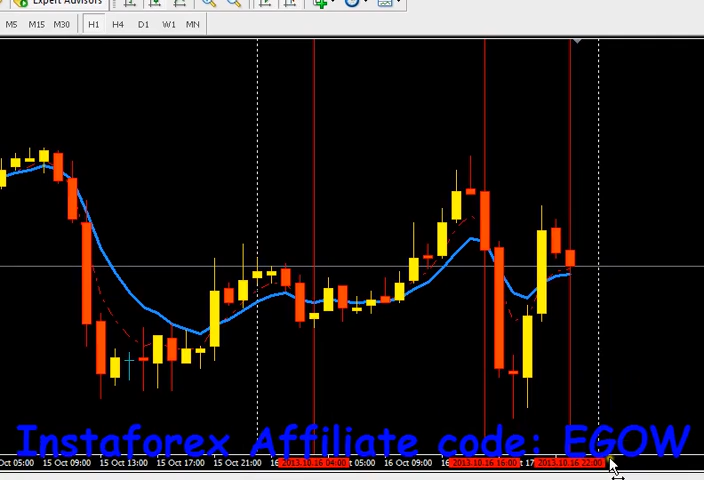 Expert Advisors
M5 M15 M30 H1 H4 D1 W1 MN
Instaforex Affiliate code: EGOW
Oct 05:00 15 Oct 09:00 15 Oct 13:00 15 Oct 17:00 15 Oct 21:00 16 2013.10.16 04:00 t 05:00 16 Oct 09:00 16 Oct 2013.10.16 16:00 ct 17 2013.10.16 22:00